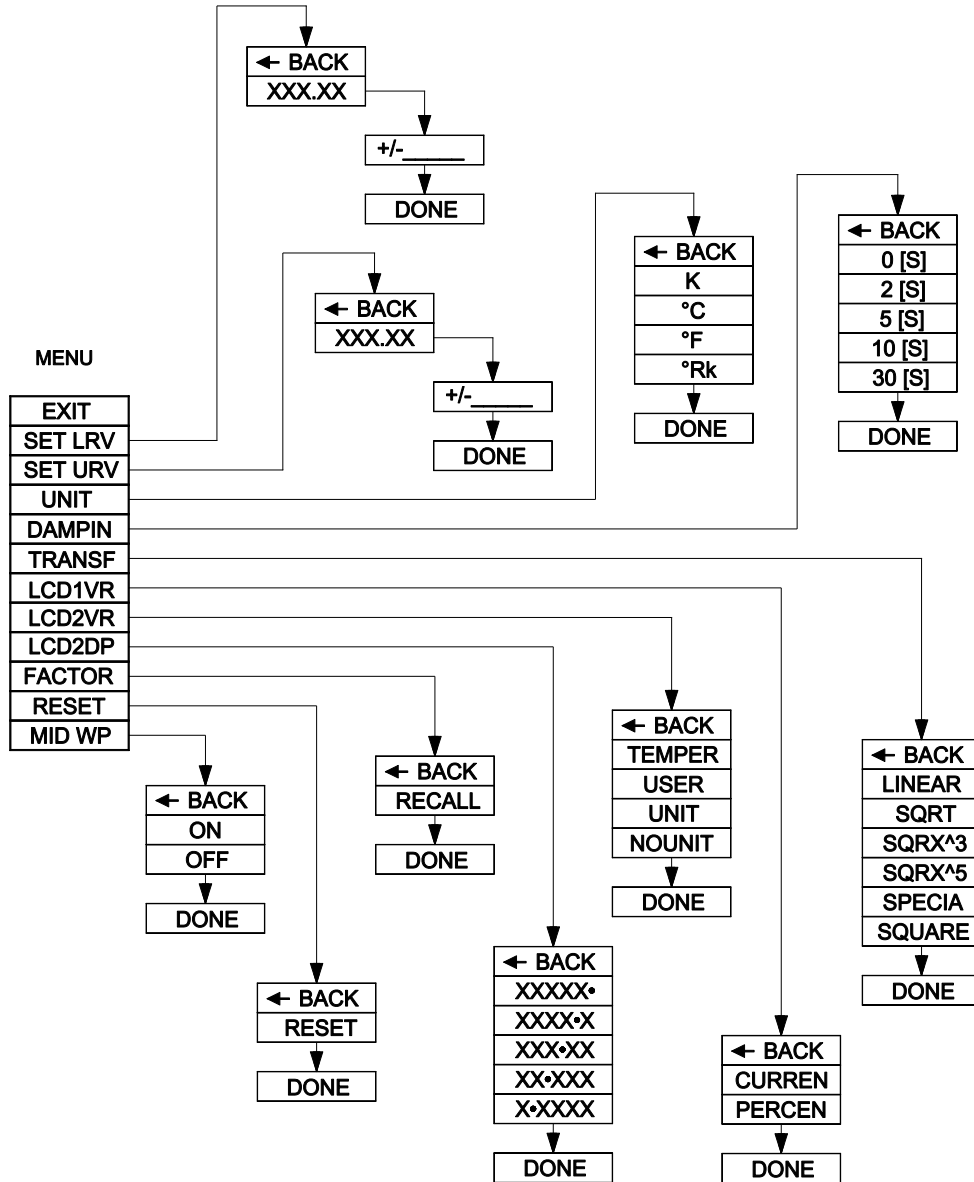 ← BACK
XXX.XX
+/-______
DONE
← BACK
XXX.XX
+/-______
DONE
← BACK
K
°C
°F
°Rk
DONE
← BACK
0 [S]
2 [S]
5 [S]
10 [S]
30 [S]
DONE
MENU
EXIT
SET LRV
SET URV
UNIT
DAMPIN
TRANSF
LCD1VR
LCD2VR
LCD2DP
FACTOR
RESET
MID WP
← BACK
ON
OFF
DONE
← BACK
RESET
DONE
← BACK
RECALL
DONE
← BACK
XXXXX•
XXXX•X
XXX•XX
XX•XXX
X•XXXX
DONE
← BACK
TEMPER
USER
UNIT
NOUNIT
DONE
← BACK
CURREN
PERCEN
DONE
← BACK
LINEAR
SQRT
SQRX^3
SQRX^5
SPECIA
SQUARE
DONE